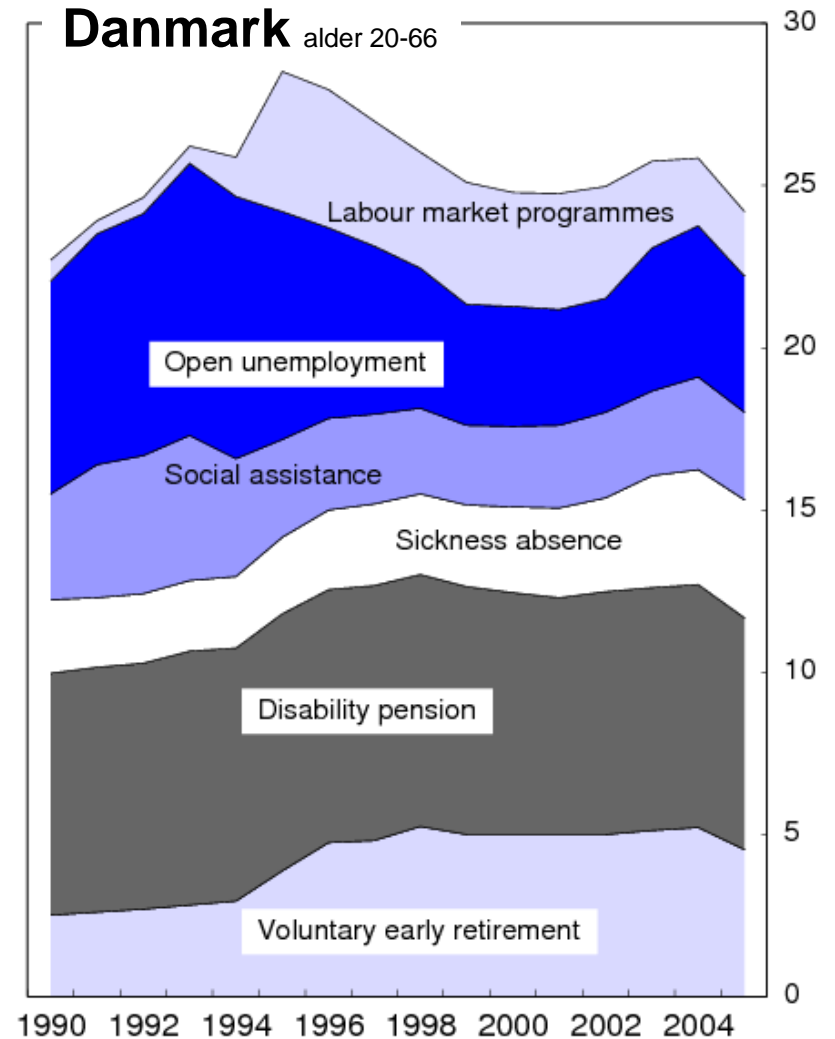 Danmark alder 20-66
30
25
Labour market programmes
20
Open unemployment
Social assistance
15
Sickness absence
10
Disability pension
5
Voluntary early retirement
0
1990 1992 1994 1996 1998 2000 2002 2004